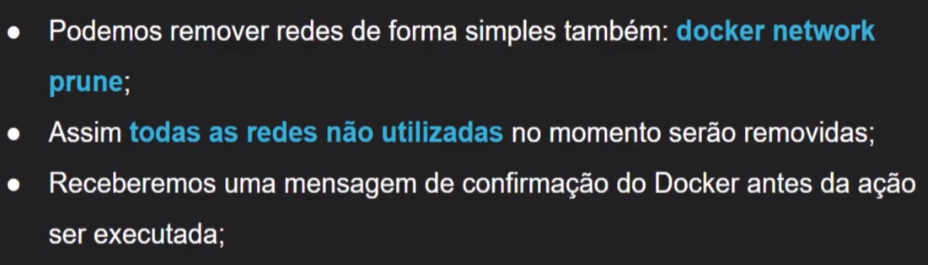 ● Podemos remover redes de forma simples também: docker network
prune;
● Assim todas as redes não utilizadas no momento serão removidas;
● Receberemos uma mensagem de confirmação do Docker antes da ação
ser executada;